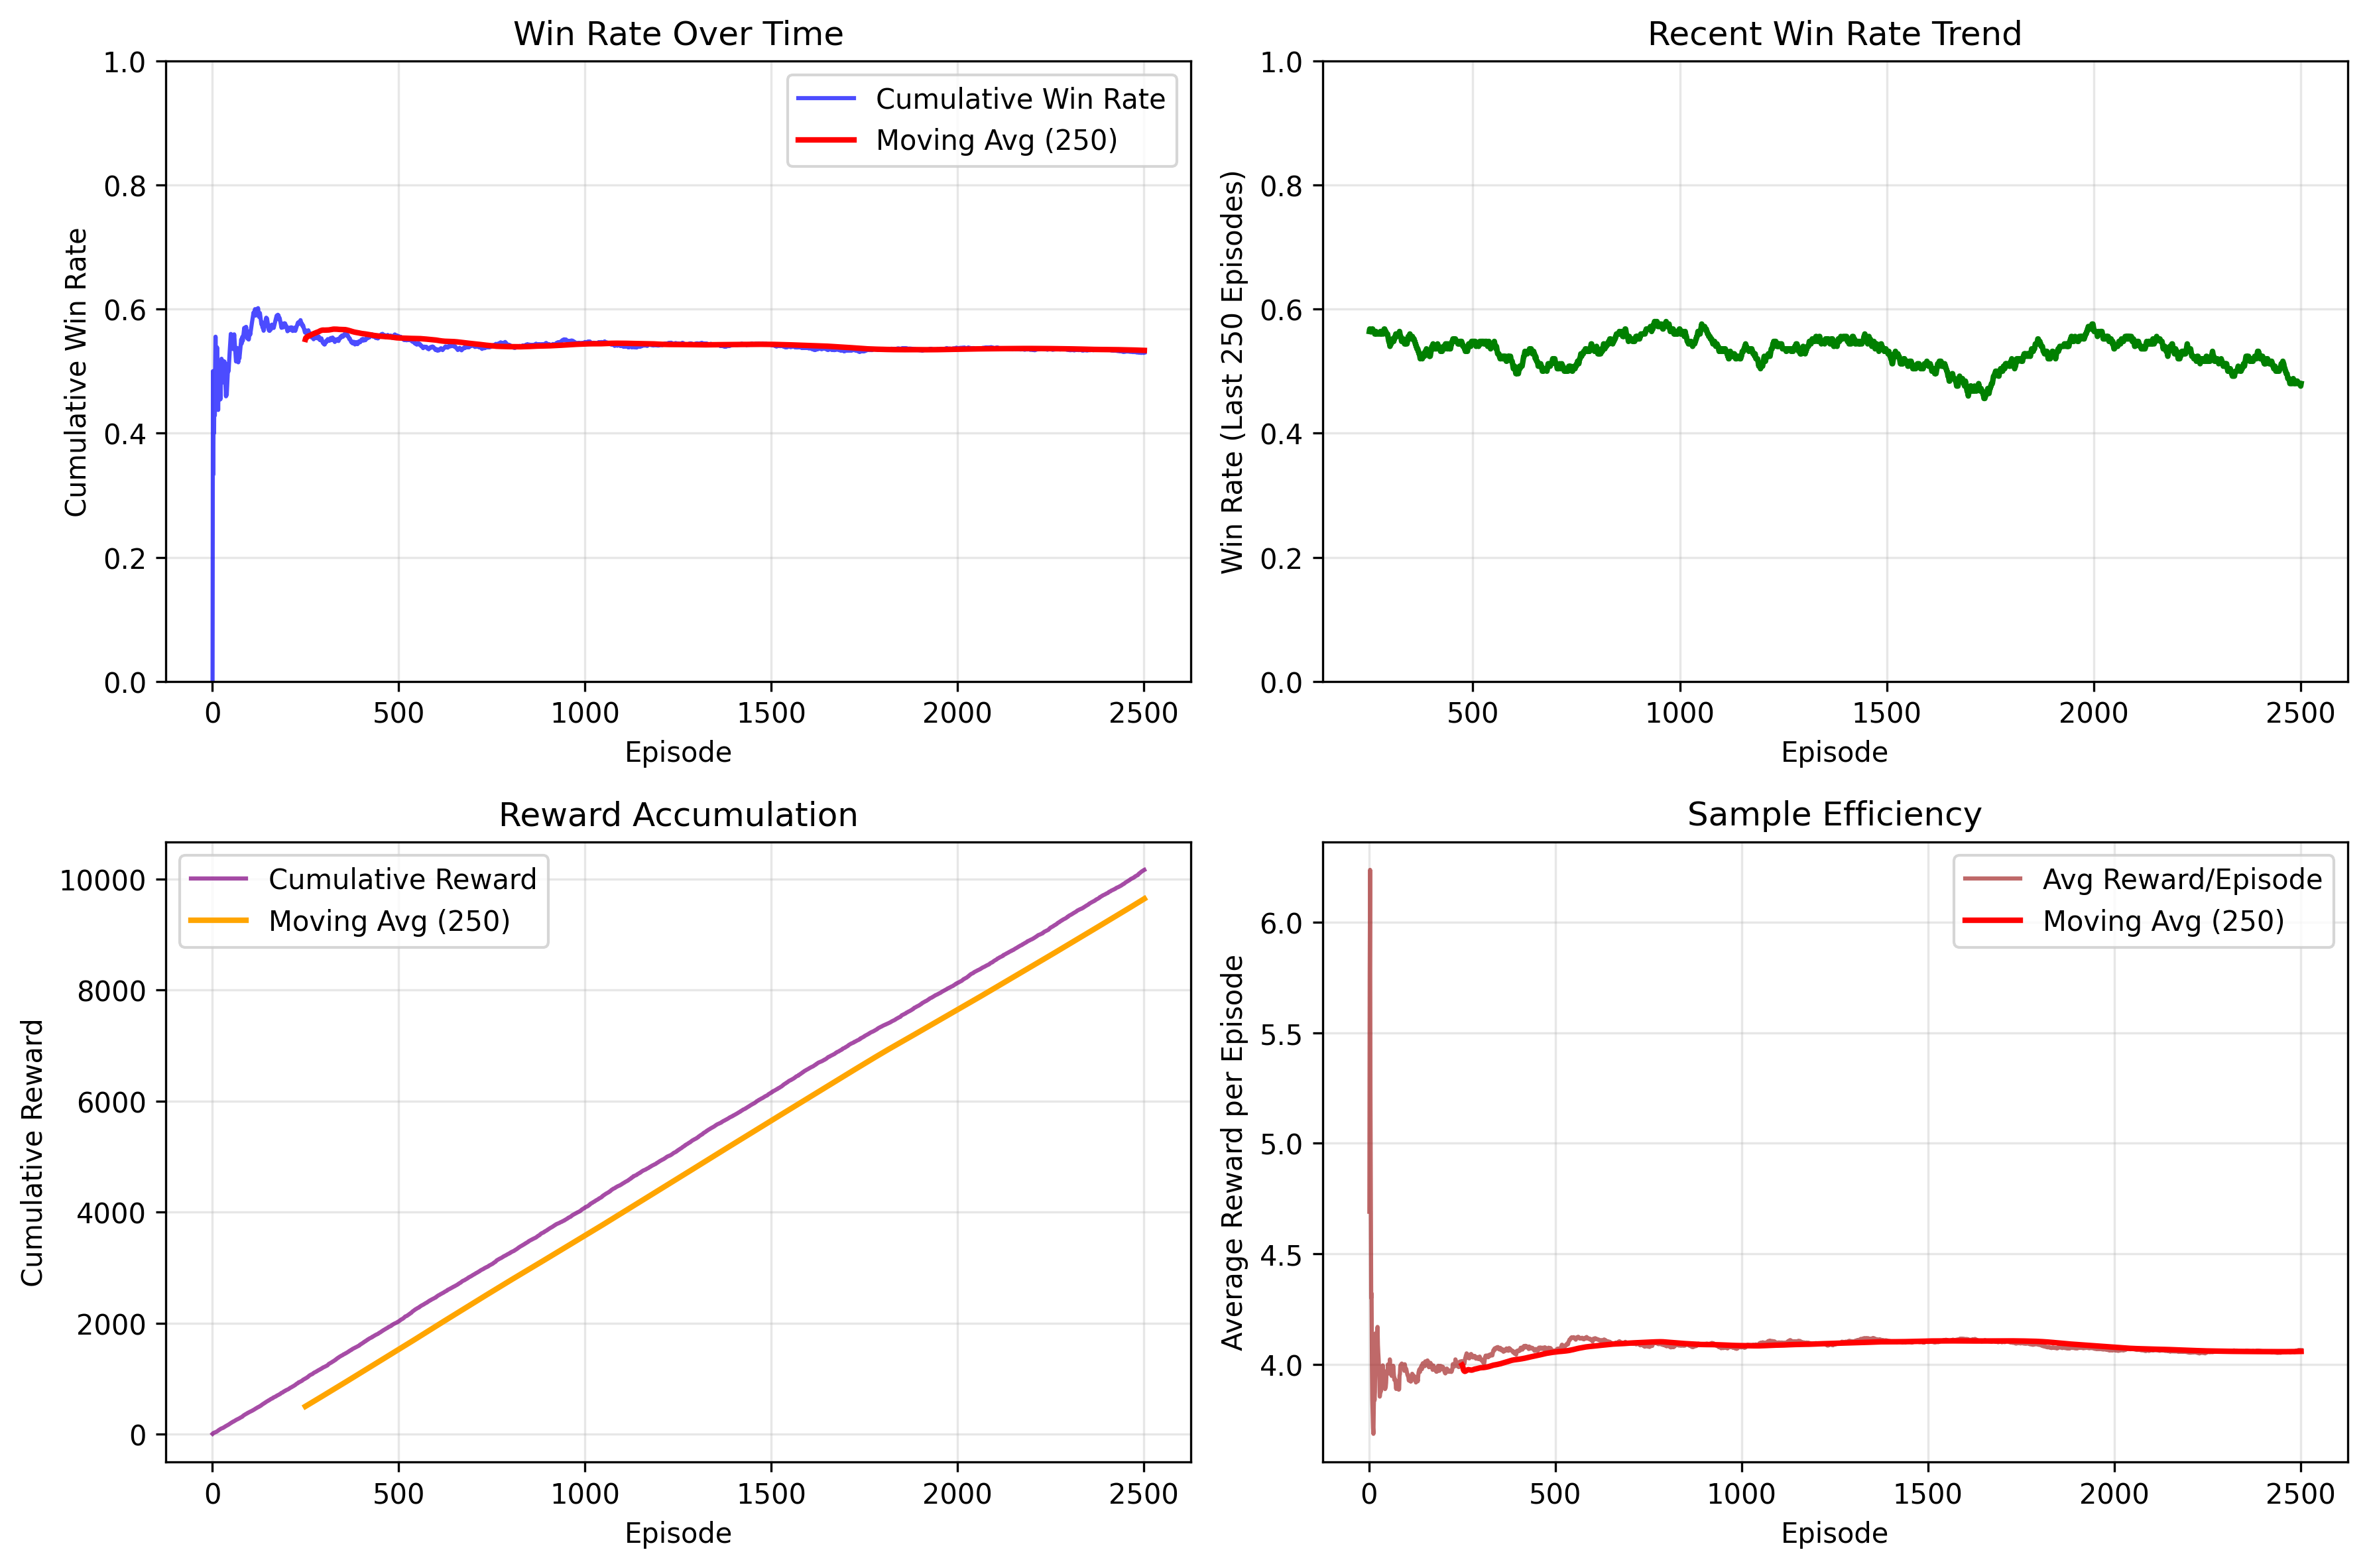 Win Rate Over Time
Cumulative Win Rate
1.0
0.8
0.6
0.4
0.2
0.0
Cumulative Win Rate
Moving Avg (250)
0 500 1000 1500 2000 2500
Episode
Recent Win Rate Trend
Win Rate (Last 250 Episodes)
1.0
0.8
0.6
0.4
0.2
0.0
500 1000 1500 2000 2500
Episode
Reward Accumulation
Cumulative Reward
10000
8000
6000
4000
2000
0
Cumulative Reward
Moving Avg (250)
0 500 1000 1500 2000 2500
Episode
Sample Efficiency
Average Reward per Episode
6.0
5.5
5.0
4.5
4.0
Avg Reward/Episode
Moving Avg (250)
0 500 1000 1500 2000 2500
Episode